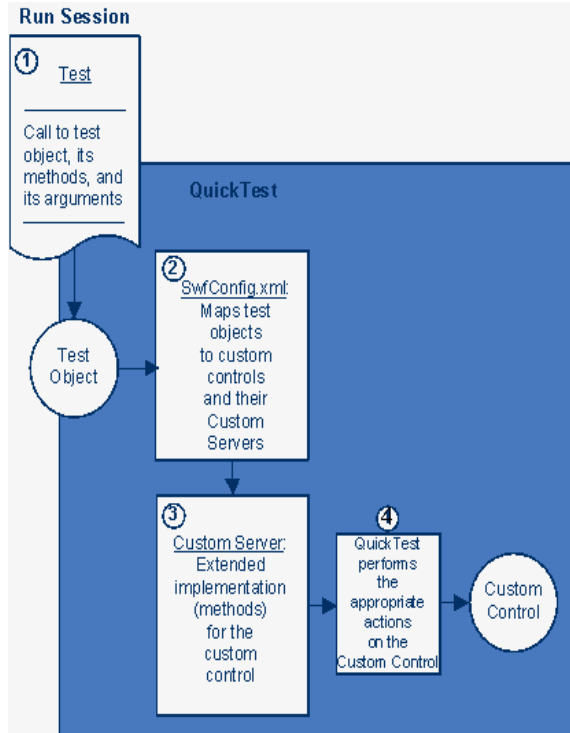 Run Session
1
Test
Call to test
object, its
methods, and
its arguments
QuickTest
Test
Object
2
SwfConfig.xml:
Maps test
objects
to custom
controls
and their
Custom
Servers
3
Custom Server:
Extended
implementation
(methods)
for the
custom
control
4
QuickTest
performs
the
appropriate
actions
on the
Custom Control
Custom
Control